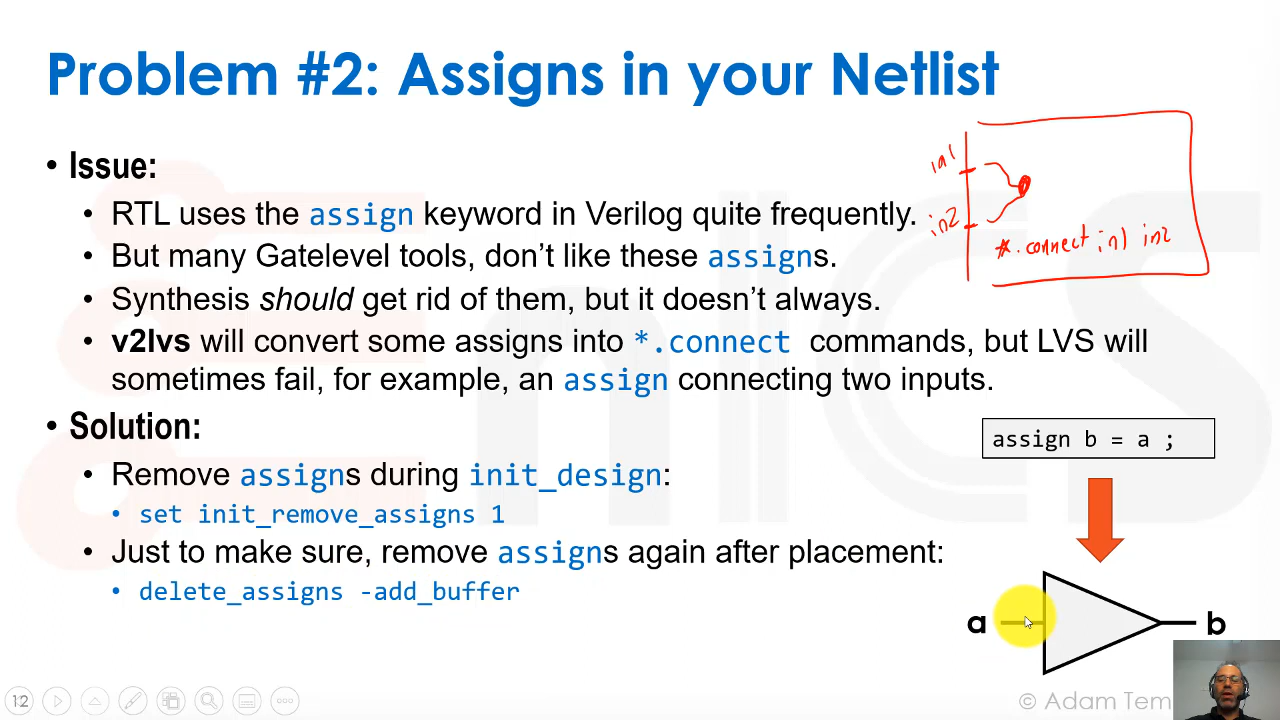 Problem #2: Assigns in your Netlist
• Issue:
• RTL uses the assign keyword in Verilog quite frequently.
• But many Gatelevel tools, don't like these assigns.
• Synthesis should get rid of them, but it doesn't always.
• v2lvs will convert some assigns into *.connect commands, but LVS will
sometimes fail, for example, an assign connecting two inputs.
• Solution:
• Remove assigns during init_design:
• set init_remove_assigns 1
• Just to make sure, remove assigns again after placement:
• delete_assigns -add_buffer
in1
in2
*.connect in1 in2
assign b = a ;
a
b
12
© Adam Tem